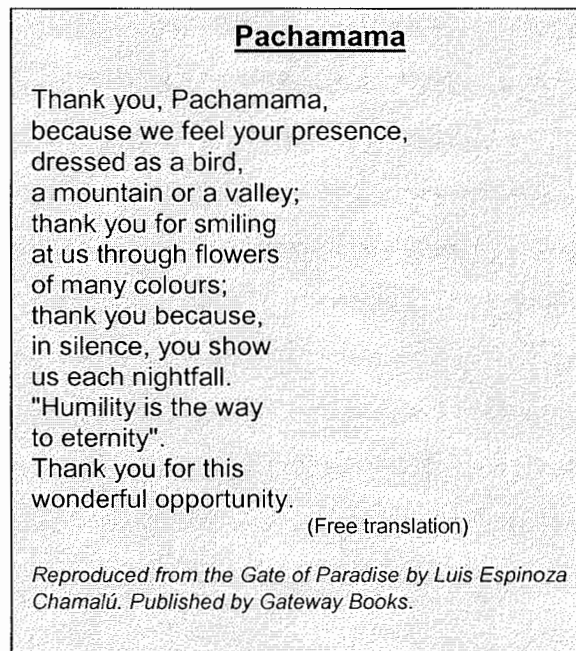 Pachamama
Thank you, Pachamama,
because we feel your presence,
dressed as a bird,
a mountain or a valley;
thank you for smiling
at us through flowers
of many colours;
thank you because,
in silence, you show
us each nightfall.
"Humility is the way
to eternity".
Thank you for this
wonderful opportunity.
(Free translation)
Reproduced from the Gate of Paradise by Luis Espinoza
Chamalú. Published by Gateway Books.